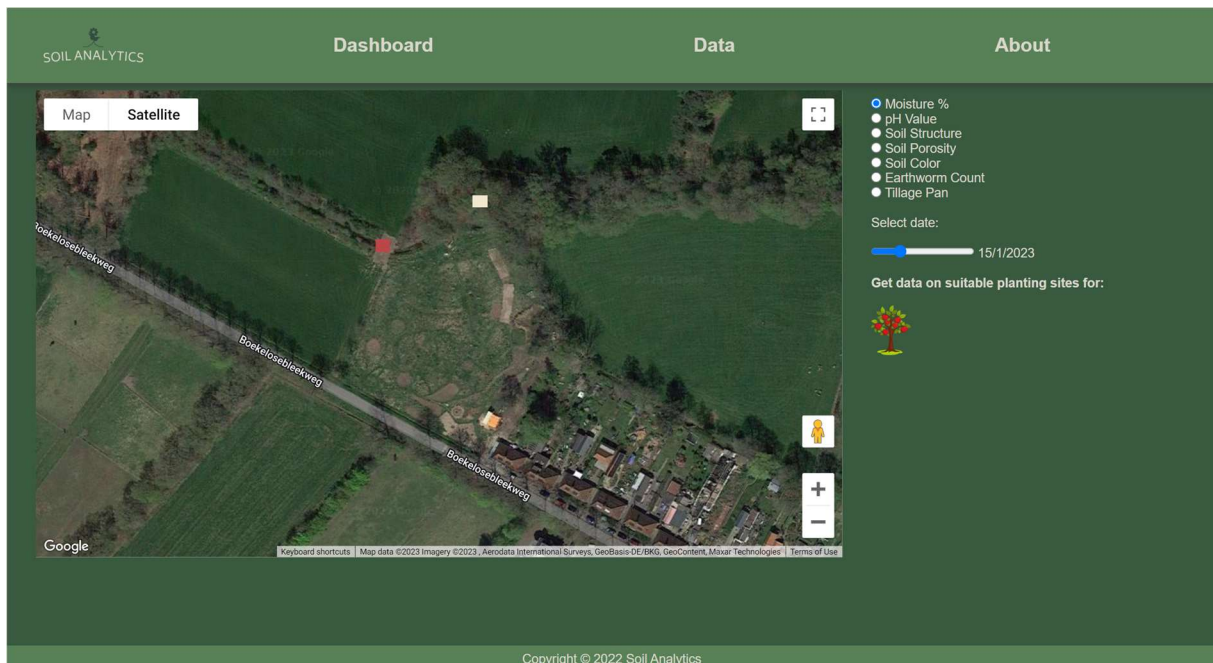 SOIL ANALYTICS
Dashboard
Data
About
Map
Satellite
Moisture %
pH Value
Soil Structure
Soil Porosity
Soil Color
Earthworm Count
Tillage Pan
Select date:
15/1/2023
Get data on suitable planting sites for:
Boekelosebleekweg
Boekelosebleekweg
Boekelosebleekweg
Google
Keyboard shortcuts
Map data ©2023 Imagery ©2023 , Aerodata International Surveys, GeoBasis-DE/BKG, GeoContent, Maxar Technologies
Terms of Use
Copyright © 2022 Soil Analytics